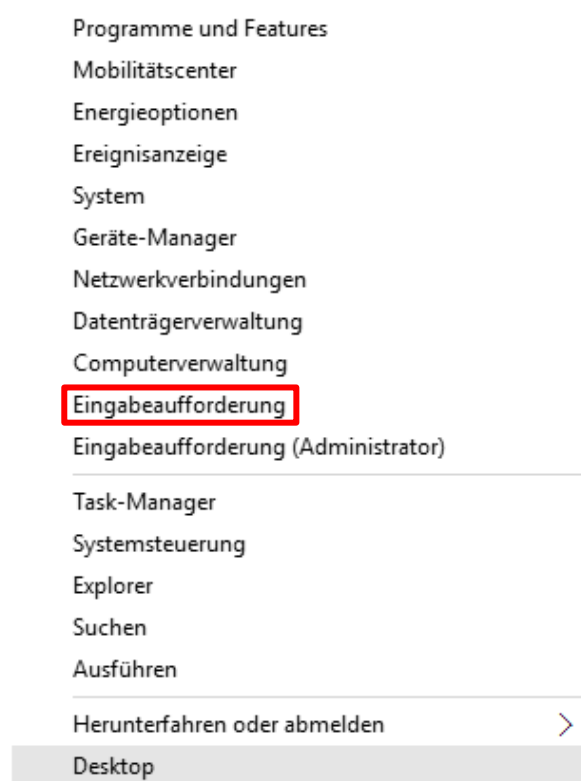 Programme und Features
Mobilitätscenter
Energieoptionen
Ereignisanzeige
System
Geräte-Manager
Netzwerkverbindungen
Datenträgerverwaltung
Computerverwaltung
Eingabeaufforderung
Eingabeaufforderung (Administrator)
Task-Manager
Systemsteuerung
Explorer
Suchen
Ausführen
Herunterfahren oder abmelden
Desktop